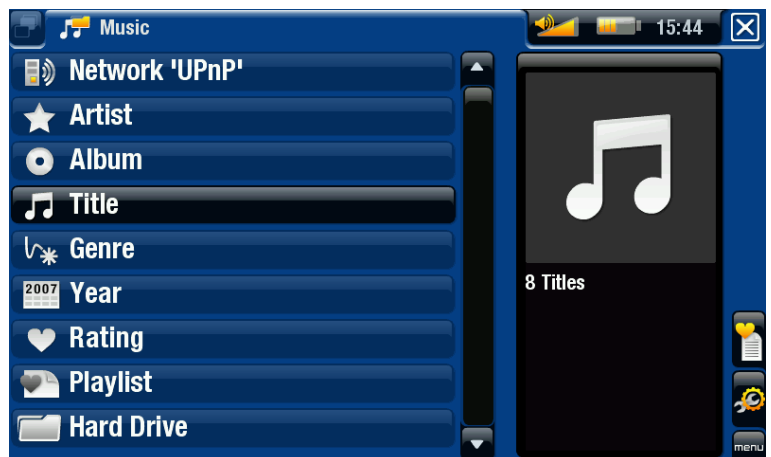 Music
15:44
Network 'UPnP'
Artist
Album
Title
Genre
2007
Year
Rating
Playlist
Hard Drive
8 Titles
menu